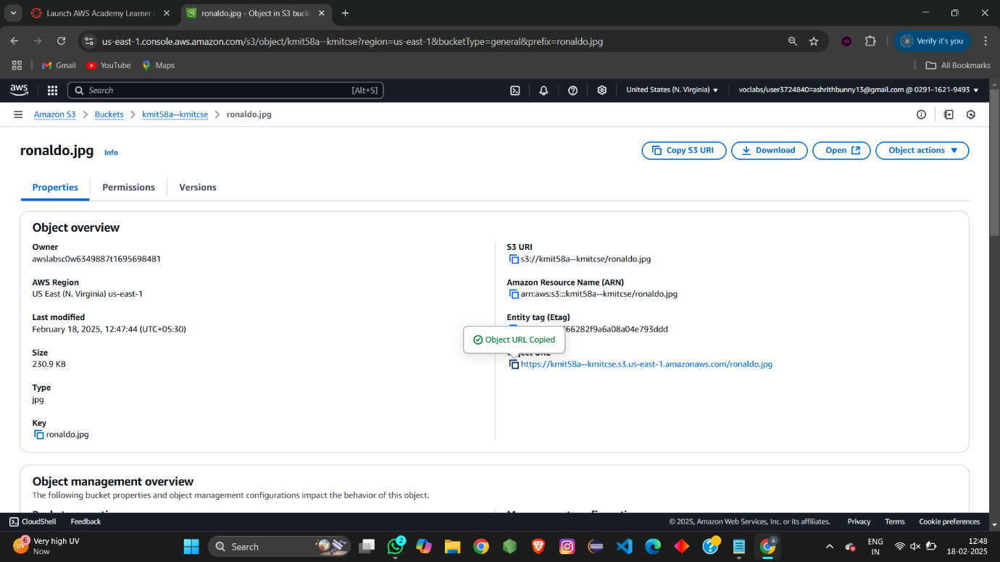 Launch AWS Academy Learner
ronaldo.jpg - Object in S3 buck
us-east-1.console.aws.amazon.com/s3/object/kmit58a--kmitcse?region=us-east-1&bucketType=general&prefix=ronaldo.jpg
Verify it's you
Gmail
YouTube
Maps
All Bookmarks
aws
Search
[Alt+S]
United States (N. Virginia)
voclabs/user3724840=ashrithbunny13@gmail.com @ 0291-1621-9493
Amazon S3 > Buckets > kmit58a--kmitcse > ronaldo.jpg
ronaldo.jpg Info
Copy S3 URI
Download
Open
Object actions
Properties
Permissions
Versions
Object overview
Owner
awslabsc0w6349887t1695698481
AWS Region
US East (N. Virginia) us-east-1
Last modified
February 18, 2025, 12:47:44 (UTC+05:30)
Size
230.9 KB
Type
jpg
Key
ronaldo.jpg
S3 URI
s3://kmit58a--kmitcse/ronaldo.jpg
Amazon Resource Name (ARN)
arn:aws:s3:::kmit58a--kmitcse/ronaldo.jpg
Entity tag (Etag)
66282f9a6a08a04e793ddd
Object URL Copied
Object URL
https://kmit58a--kmitcse.s3.us-east-1.amazonaws.com/ronaldo.jpg
Object management overview
The following bucket properties and object management configurations impact the behavior of this object.
CloudShell
Feedback
© 2025, Amazon Web Services, Inc. or its affiliates.
Privacy
Terms
Cookie preferences
6
UV
Very high UV
Now
Search
2
A
ENG
IN
12:48
18-02-2025